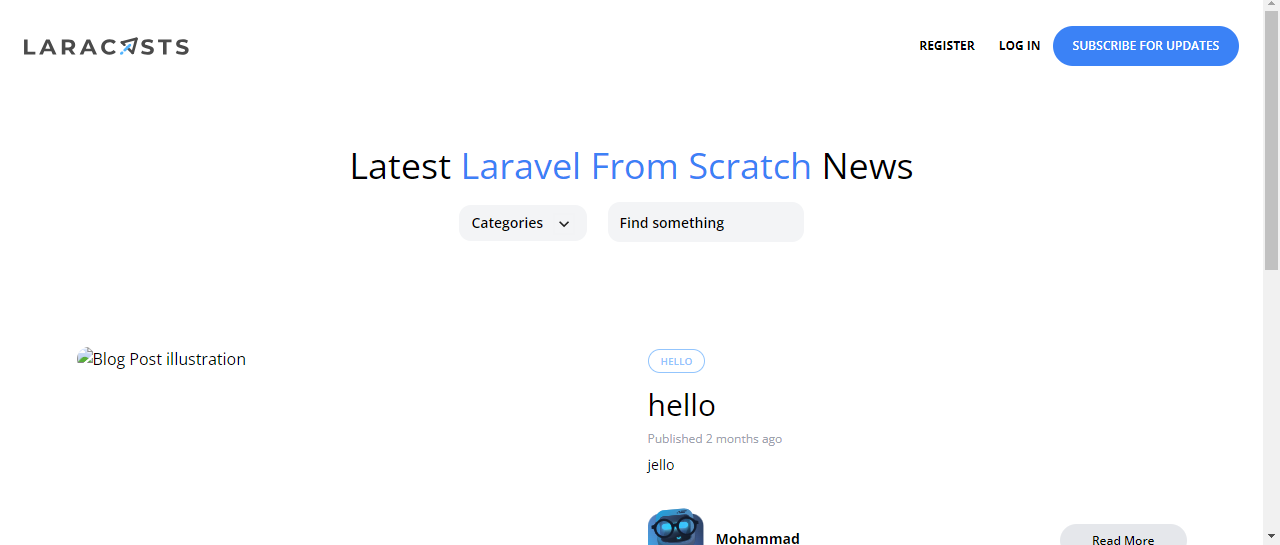 LARACASTS
REGISTER LOG IN SUBSCRIBE FOR UPDATES
Latest Laravel From Scratch News
Categories Find something
Blog Post illustration
HELLO
hello
Published 2 months ago
jello
Mohammad
Read More